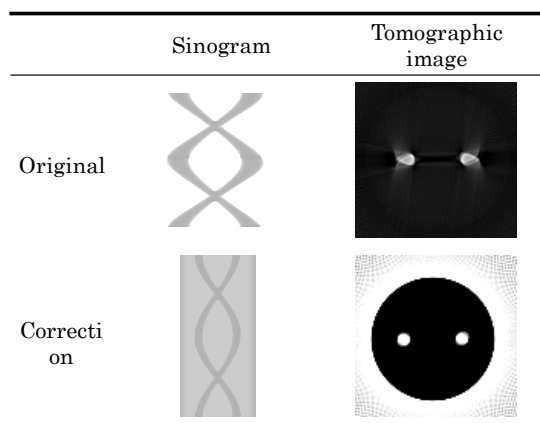 Sinogram
Tomographic
image
Original
Correcti
on